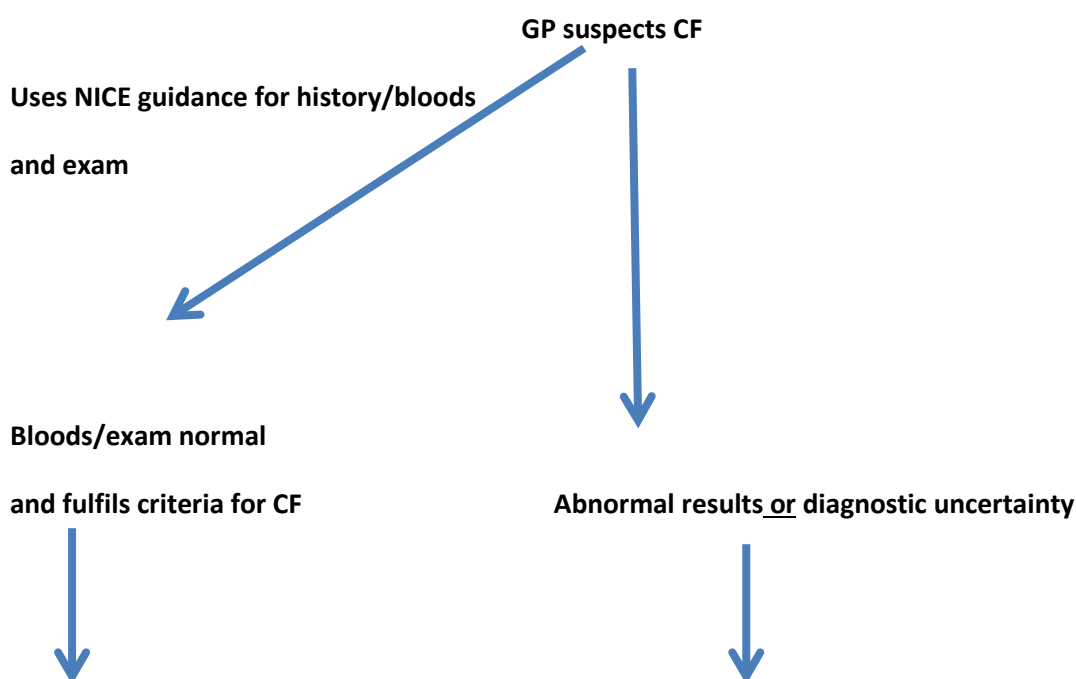 GP suspects CF
Uses NICE guidance for history/bloods
and exam
Bloods/exam normal
and fulfils criteria for CF
Abnormal results or diagnostic uncertainty